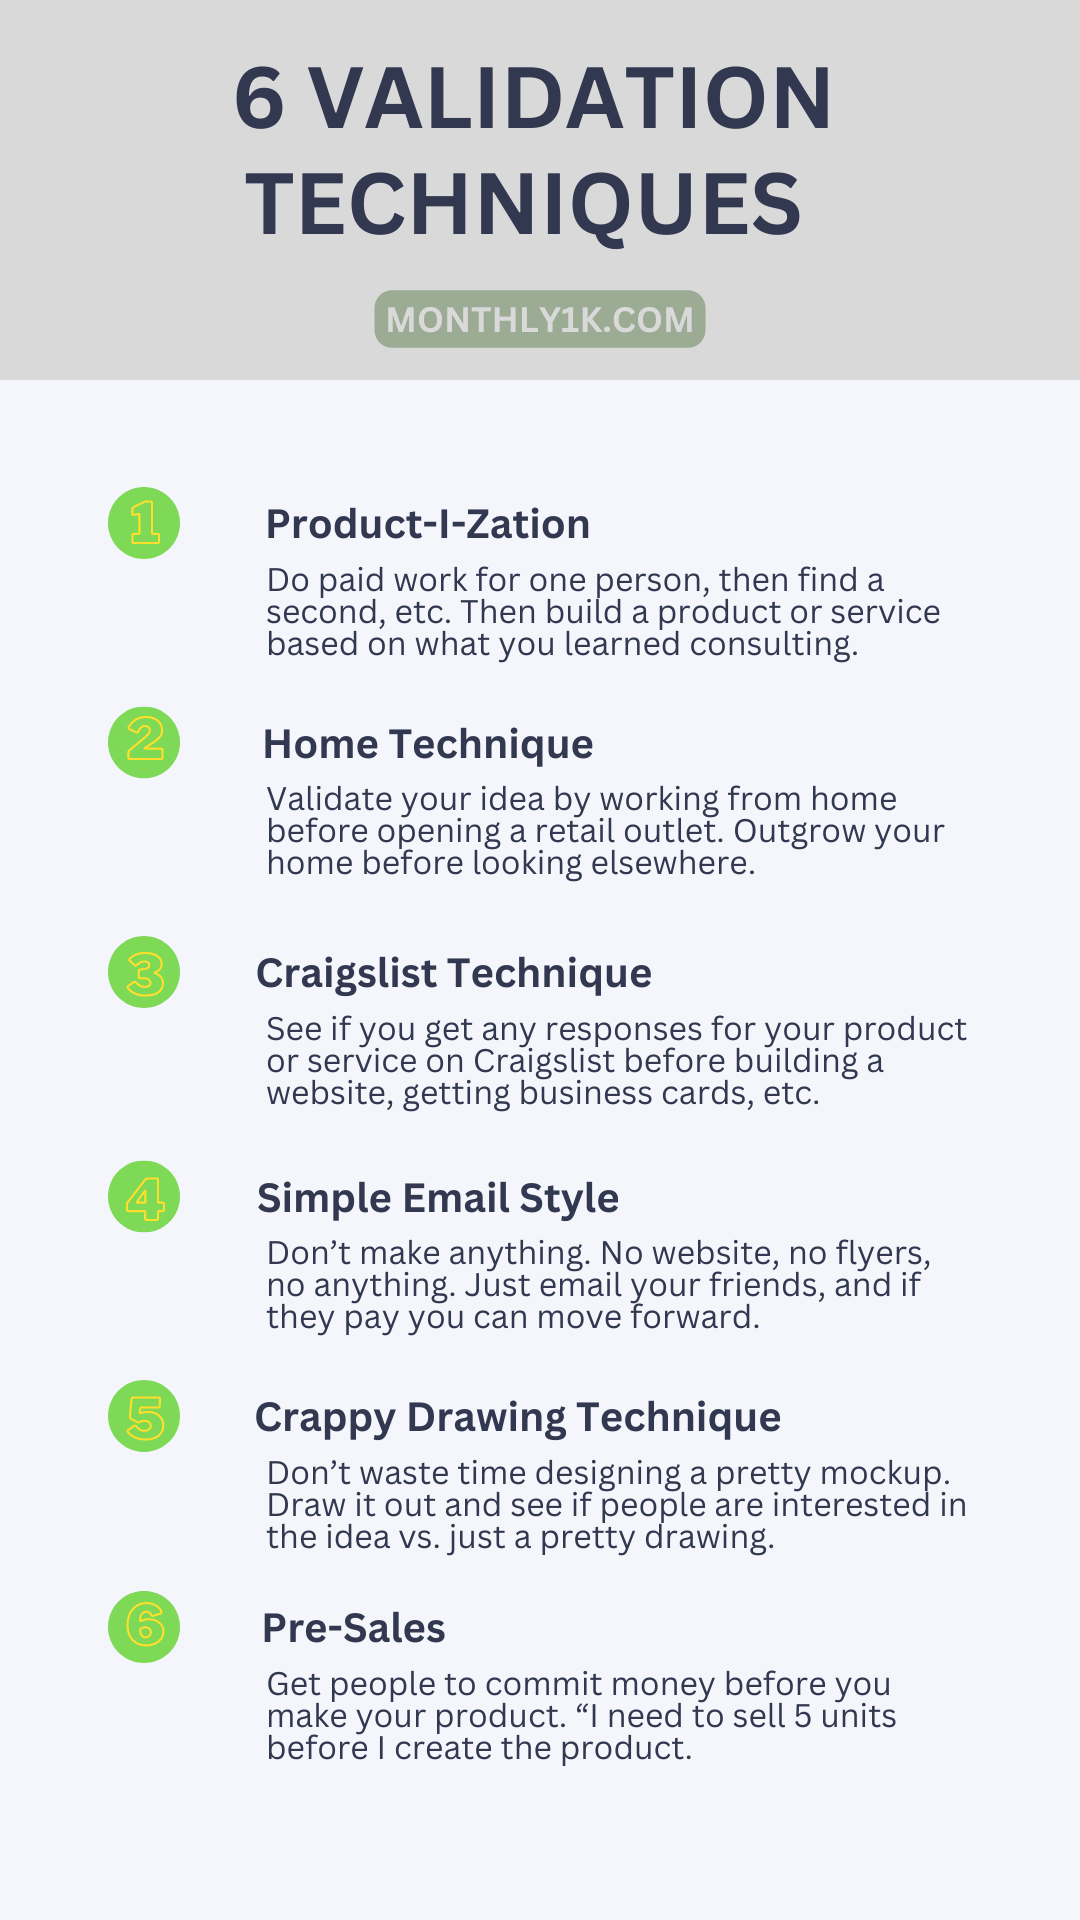 6 VALIDATION
TECHNIQUES
MONTHLY1K.COM
1
Product-I-Zation
Do paid work for one person, then find a
second, etc. Then build a product or service
based on what you learned consulting.
2
Home Technique
Validate your idea by working from home
before opening a retail outlet. Outgrow your
home before looking elsewhere.
3
Craigslist Technique
See if you get any responses for your product
or service on Craigslist before building a
website, getting business cards, etc.
4
Simple Email Style
Don’t make anything. No website, no flyers,
no anything. Just email your friends, and if
they pay you can move forward.
5
Crappy Drawing Technique
Don’t waste time designing a pretty mockup.
Draw it out and see if people are interested in
the idea vs. just a pretty drawing.
6
Pre-Sales
Get people to commit money before you
make your product. “I need to sell 5 units
before I create the product.